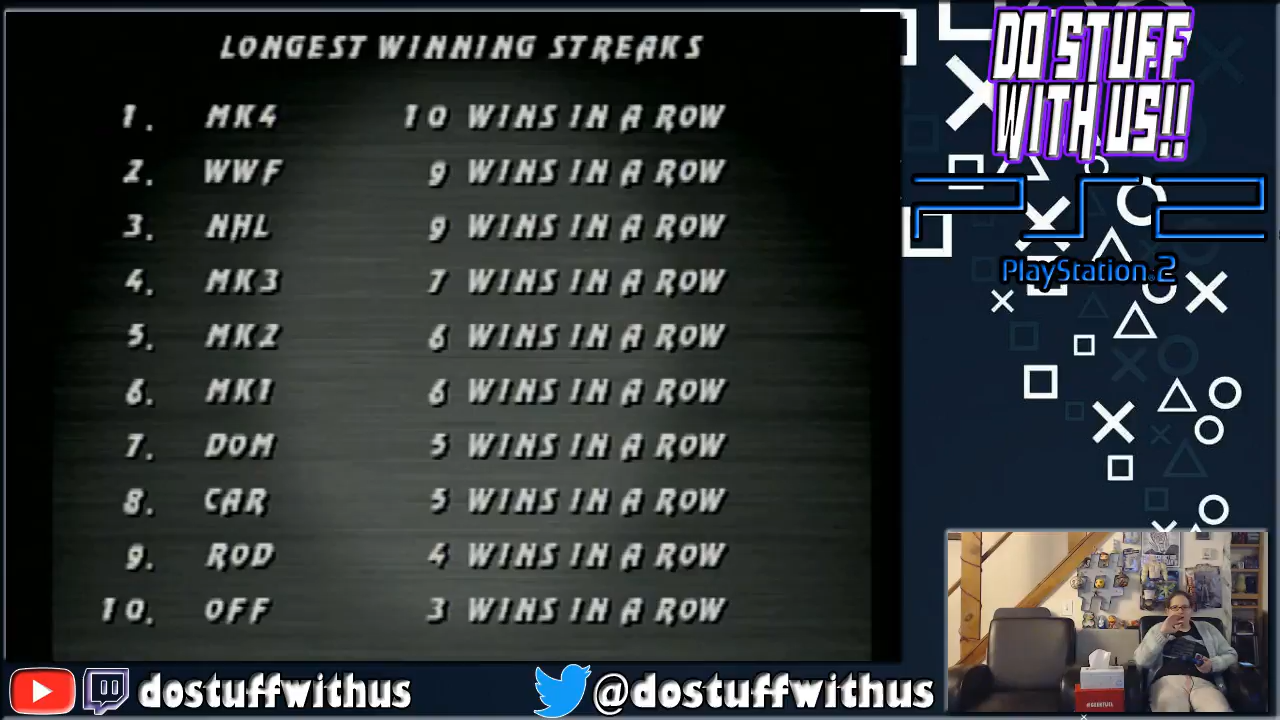 LONGEST WINNING STREAKS
1. MK4 10 WINS IN A ROW
2. WWF 9 WINS IN A ROW
3. NHL 9 WINS IN A ROW
4. MK3 7 WINS IN A ROW
5. MK2 6 WINS IN A ROW
6. MK1 6 WINS IN A ROW
7. DOM 5 WINS IN A ROW
8. CAR 5 WINS IN A ROW
9. ROD 4 WINS IN A ROW
10. OFF 3 WINS IN A ROW
DO STUFF
WITH US!!
PS2
PlayStation.2
dostuffwithus
@dostuffwithus